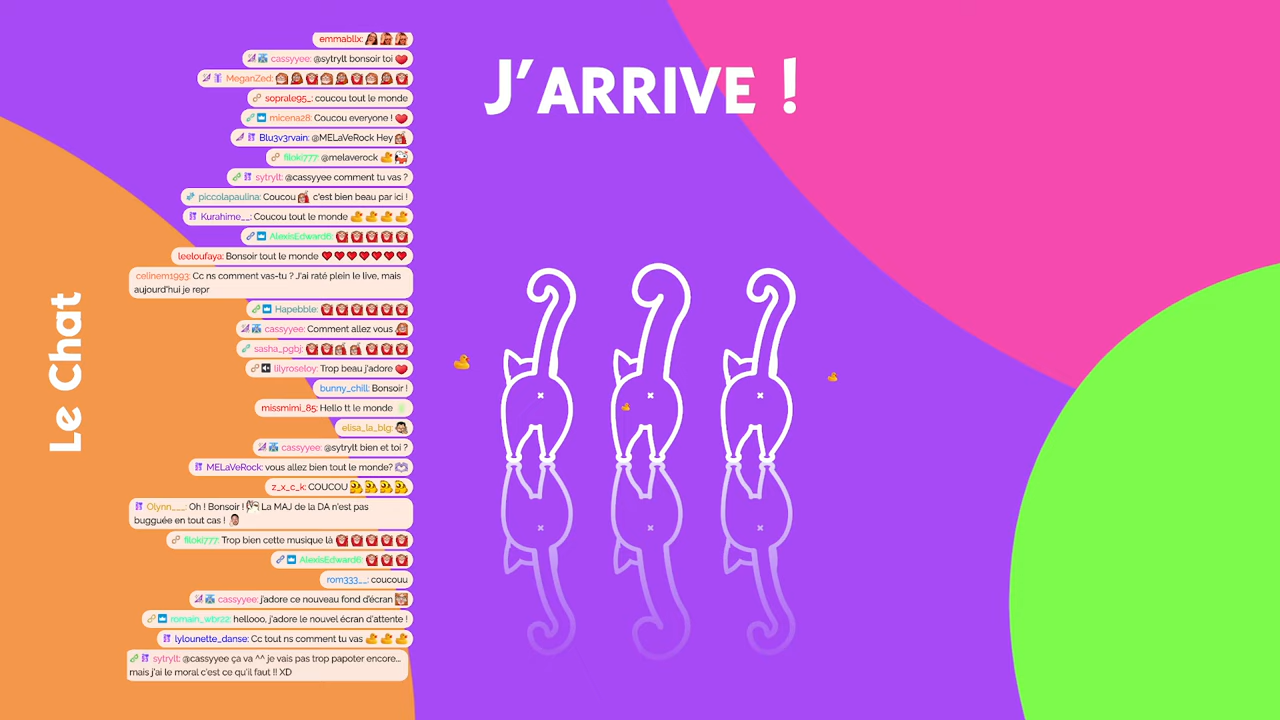 J'ARRIVE !
Le Chat
emmabllx:
cassyyee: @sytrylt bonsoir toi
MeganZed:
soprale95_: coucou tout le monde
micena28: Coucou everyone !
Blu3v3rvain: @MELaVeRock Hey
filoki777: @melaverock
sytrylt: @cassyyee comment tu vas ?
piccolapaulina: Coucou c'est bien beau par ici !
Kurahime__: Coucou tout le monde
AlexisEdward6:
leeloufaya: Bonsoir tout le monde
celinem1993: Cc ns comment vas-tu ? J'ai raté plein le live, mais
aujourd'hui je repr
Hapebble:
cassyyee: Comment allez vous
sasha_pgbj:
lilyroseloy: Trop beau j'adore
bunny_chill: Bonsoir !
missmimi_85: Hello tt le monde
elisa_la_blg:
cassyyee: @sytrylt bien et toi ?
MELaVeRock: vous allez bien tout le monde?
z_x_c_k: COUCOU
Olynn___: Oh ! Bonsoir ! La MAJ de la DA n'est pas
bugguée en tout cas !
filoki777: Trop bien cette musique là
AlexisEdward6:
rom333__: coucouu
cassyyee: j'adore ce nouveau fond d'écran
romain_wbr22: hellooo, j'adore le nouvel écran d'attente !
lylounette_danse: Cc tout ns comment tu vas
sytrylt: @cassyyee ça va ^^ je vais pas trop papoter encore...
mais j'ai le moral c'est ce qu'il faut !! XD